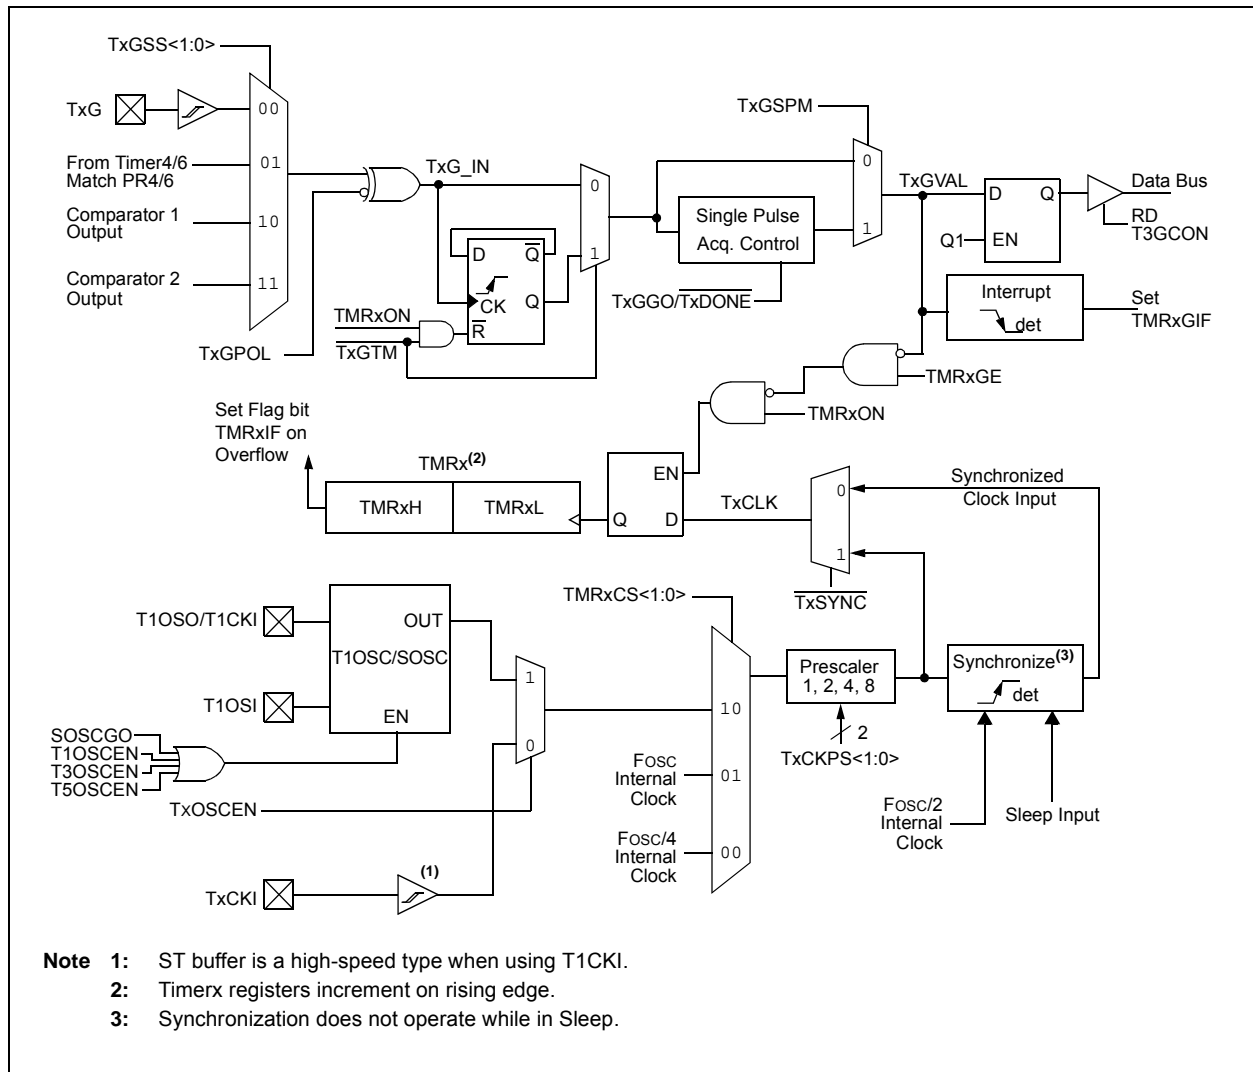 TxGSS<1:0>
TxG
00
From Timer4/6
Match PR4/6
01
Comparator 1
Output
10
Comparator 2
Output
11
TxGPOL
TxG_IN
0
1
D
Q
CK
Q
R
TMRxON
TxGTM
TxGSPM
0
1
Single Pulse
Acq. Control
TxGGO/TxDONE
TxGVAL
D
Q
Q1
EN
Data Bus
RD
T3GCON
Interrupt
det
Set
TMRxGIF
TMRxGE
TMRxON
Set Flag bit
TMRxIF on
Overflow
TMRx(2)
TMRxH
TMRxL
EN
Q
D
TxCLK
0
1
TxSYNC
Synchronized
Clock Input
T1OSO/T1CKI
OUT
T1OSC/SOSC
T1OSI
EN
SOSCGO
T1OSCEN
T3OSCEN
T5OSCEN
TxOSCEN
1
0
TxCKI
(1)
TMRxCS<1:0>
10
FOSC
Internal
Clock
01
FOSC/4
Internal
Clock
00
Prescaler
1, 2, 4, 8
2
TxCKPS<1:0>
Synchronize(3)
det
FOSC/2
Internal
Clock
Sleep Input
Note 1: ST buffer is a high-speed type when using T1CKI.
2: Timerx registers increment on rising edge.
3: Synchronization does not operate while in Sleep.